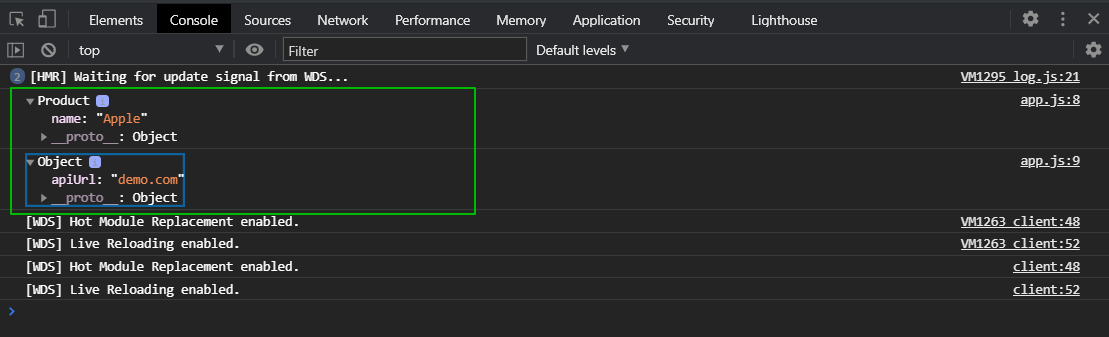 Elements Console Sources Network Performance Memory Application Security Lighthouse
top Filter Default levels
2 [HMR] Waiting for update signal from WDS... VM1295 log.js:21
Product i app.js:8
name: "Apple"
__proto__: Object
Object i app.js:9
apiUrl: "demo.com"
__proto__: Object
[WDS] Hot Module Replacement enabled. VM1263 client:48
[WDS] Live Reloading enabled. VM1263 client:52
[WDS] Hot Module Replacement enabled. client:48
[WDS] Live Reloading enabled. client:52